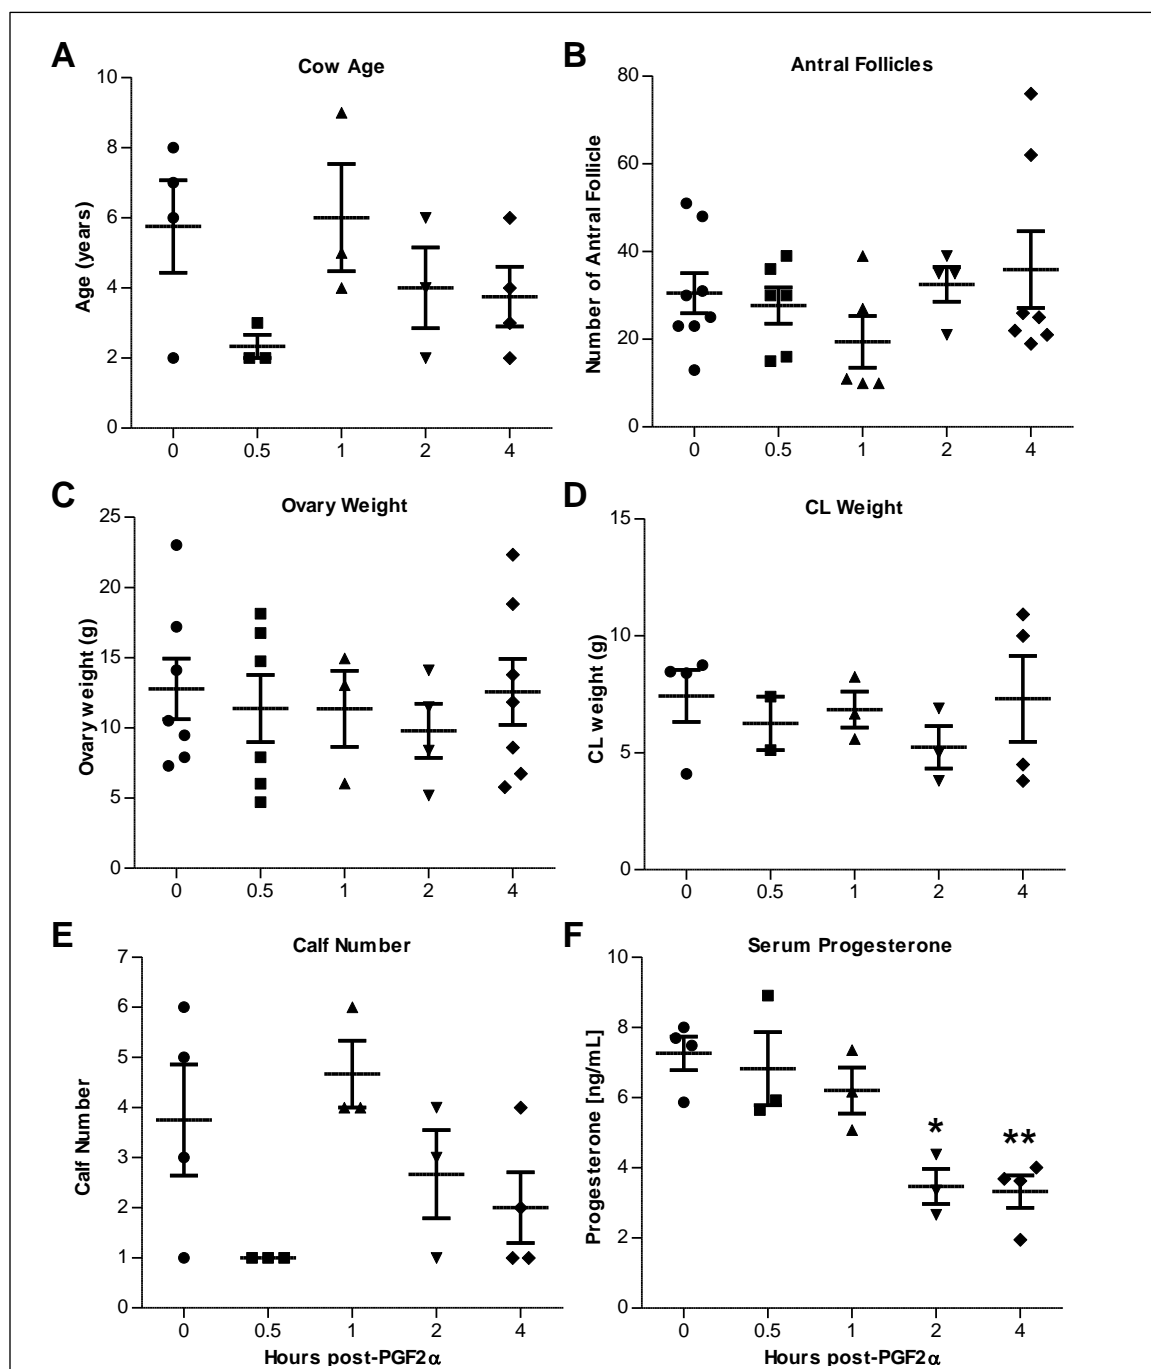 A
Cow Age
Age (years)
10
8
6
4
2
0
0 0.5 1 2 4
B
Antral Follicles
Number of Antral Follicle
80
60
40
20
0
0 0.5 1 2 4
C
Ovary Weight
Ovary weight (g)
25
20
15
10
5
0
0 0.5 1 2 4
D
CL Weight
CL weight (g)
15
10
5
0
0 0.5 1 2 4
E
Calf Number
Calf Number
7
6
5
4
3
2
1
0
0 0.5 1 2 4
Hours post-PGF2α
F
Serum Progesterone
Progesterone [ng/mL]
10
8
6
4
2
0
* **
0 0.5 1 2 4
Hours post-PGF2α